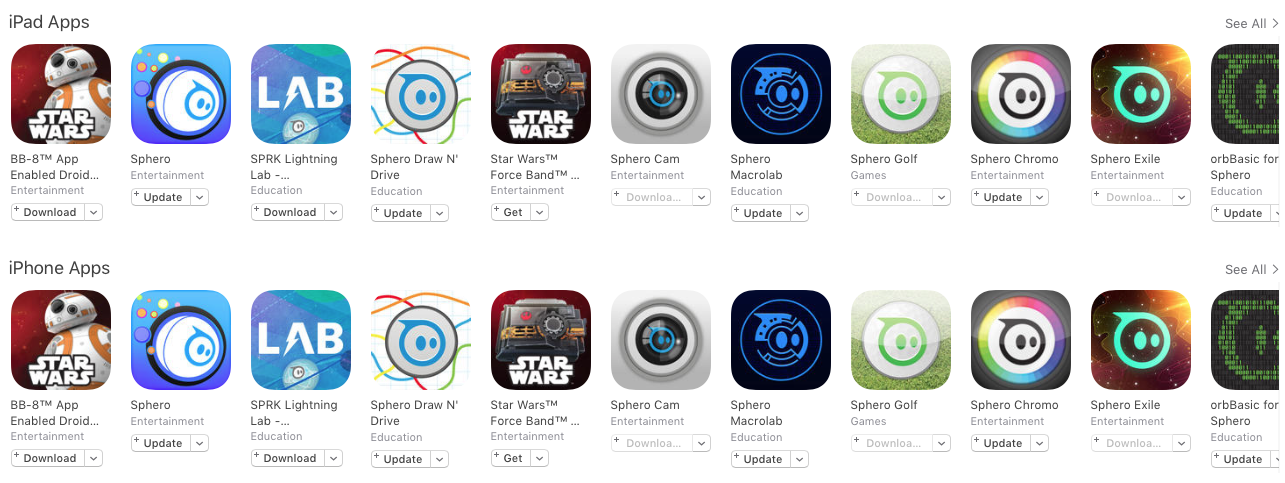 iPad Apps
See All
STAR WARS
LAB
STAR WARS
BB-8™ App Enabled Droid...
Entertainment
+ Download
Sphero
Entertainment
+ Update
SPRK Lightning Lab -...
Education
+ Download
Sphero Draw N' Drive
Education
+ Update
Star Wars™ Force Band™ ...
Entertainment
+ Get
Sphero Cam
Entertainment
+ Downloa...
Sphero Macrolab
Education
+ Update
Sphero Golf
Games
+ Downloa...
Sphero Chromo
Entertainment
+ Update
Sphero Exile
Entertainment
+ Downloa...
orbBasic for Sphero
Education
+ Update
iPhone Apps
See All
STAR WARS
LAB
STAR WARS
BB-8™ App Enabled Droid...
Entertainment
+ Download
Sphero
Entertainment
+ Update
SPRK Lightning Lab -...
Education
+ Download
Sphero Draw N' Drive
Education
+ Update
Star Wars™ Force Band™ ...
Entertainment
+ Get
Sphero Cam
Entertainment
+ Downloa...
Sphero Macrolab
Education
+ Update
Sphero Golf
Games
+ Downloa...
Sphero Chromo
Entertainment
+ Update
Sphero Exile
Entertainment
+ Downloa...
orbBasic for Sphero
Education
+ Update